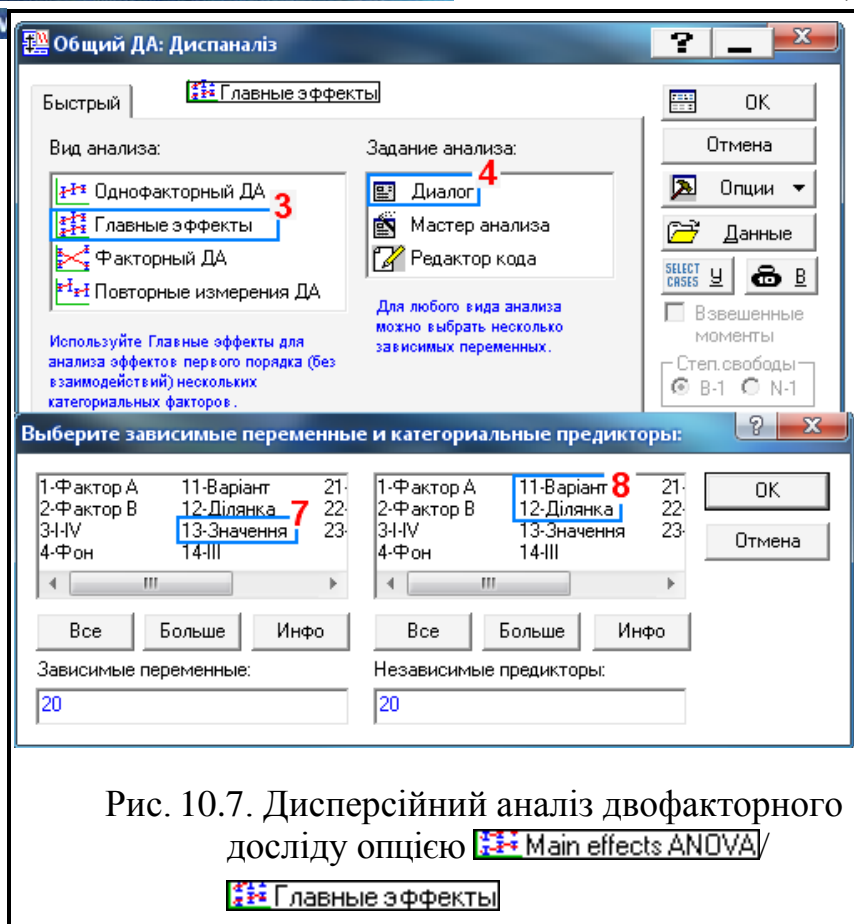 Общий ДА: Диспаналіз
Быстрый
Главные эффекты
OK
Отмена
Опции
Данные
SELECT CASES У
В
Взвешенные
моменты
Степ.свободы
В-1 N-1
Вид анализа:
Однофакторный ДА
3
Главные эффекты
Факторный ДА
Повторные измерения ДА
Используйте Главные эффекты для
анализа эффектов первого порядка (без
взаимодействий) нескольких
категориальных факторов.
Задание анализа:
4
Диалог
Мастер анализа
Редактор кода
Для любого вида анализа
можно выбрать несколько
зависимых переменных.
Выберите зависимые переменные и категориальные предикторы:
1-Фактор А 11-Варіант 21-
2-Фактор В 12-Ділянка 22-
7
3-I-IV 13-Значення 23-
4-Фон 14-III
Все Больше Инфо
Зависимые переменные:
20
1-Фактор А 11-Варіант 8 21-
2-Фактор В 12-Ділянка 22-
3-I-IV 13-Значення 23-
4-Фон 14-III
Все Больше Инфо
Независимые предикторы:
20
OK
Отмена
Рис. 10.7. Дисперсійний аналіз двофакторного
досліду опцією Main effects ANOVA/
Главные эффекты